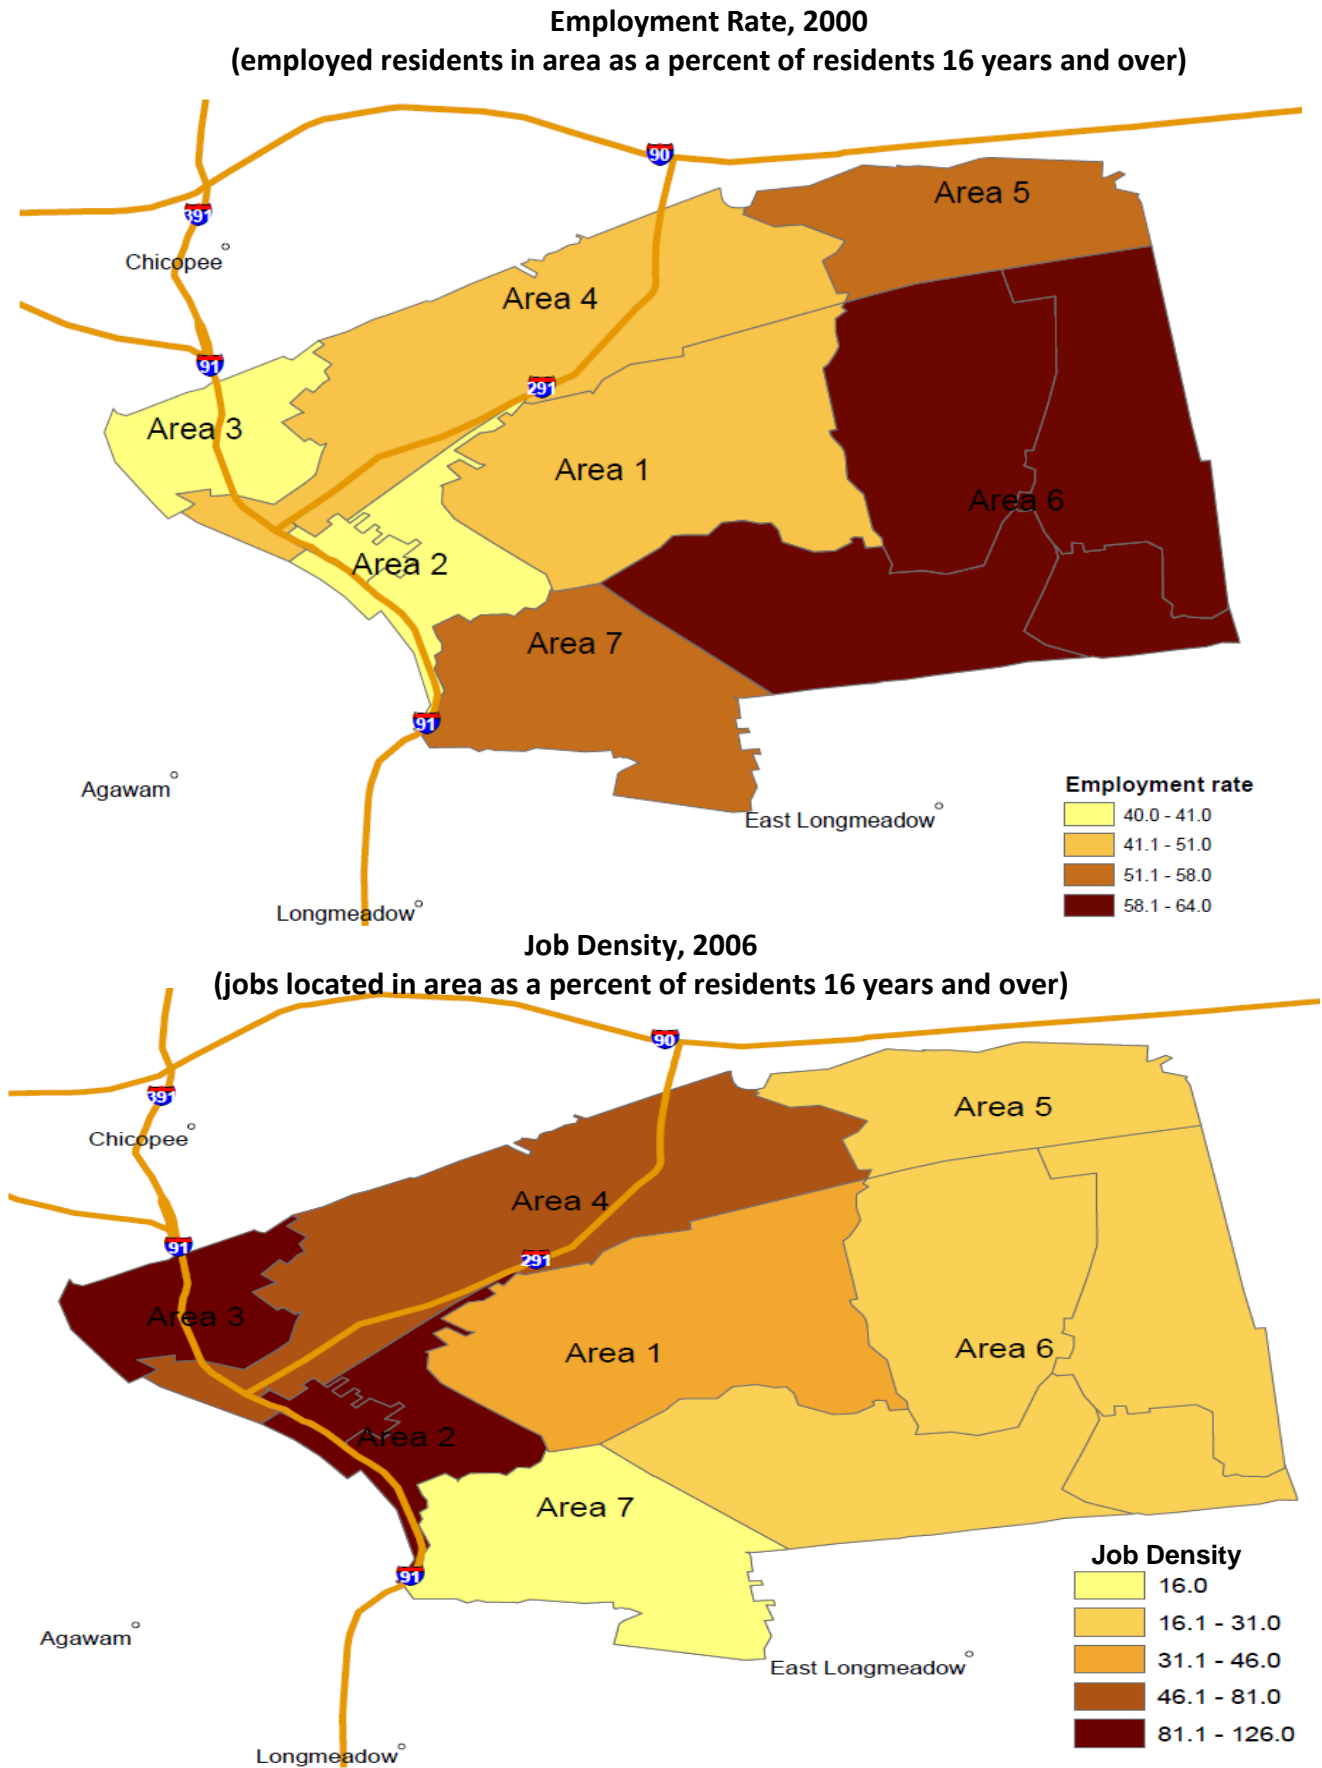 Employment Rate, 2000
(employed residents in area as a percent of residents 16 years and over)
90
Area 5
391
Chicopee
Area 4
91
291
Area 3
Area 1
Area 6
Area 2
Area 7
91
Agawam
East Longmeadow
Longmeadow
Employment rate
40.0 - 41.0
41.1 - 51.0
51.1 - 58.0
58.1 - 64.0
Job Density, 2006
(jobs located in area as a percent of residents 16 years and over)
90
391
Area 5
Chicopee
Area 4
91
291
Area 3
Area 1
Area 6
Area 2
Area 7
91
Agawam
East Longmeadow
Longmeadow
Job Density
16.0
16.1 - 31.0
31.1 - 46.0
46.1 - 81.0
81.1 - 126.0